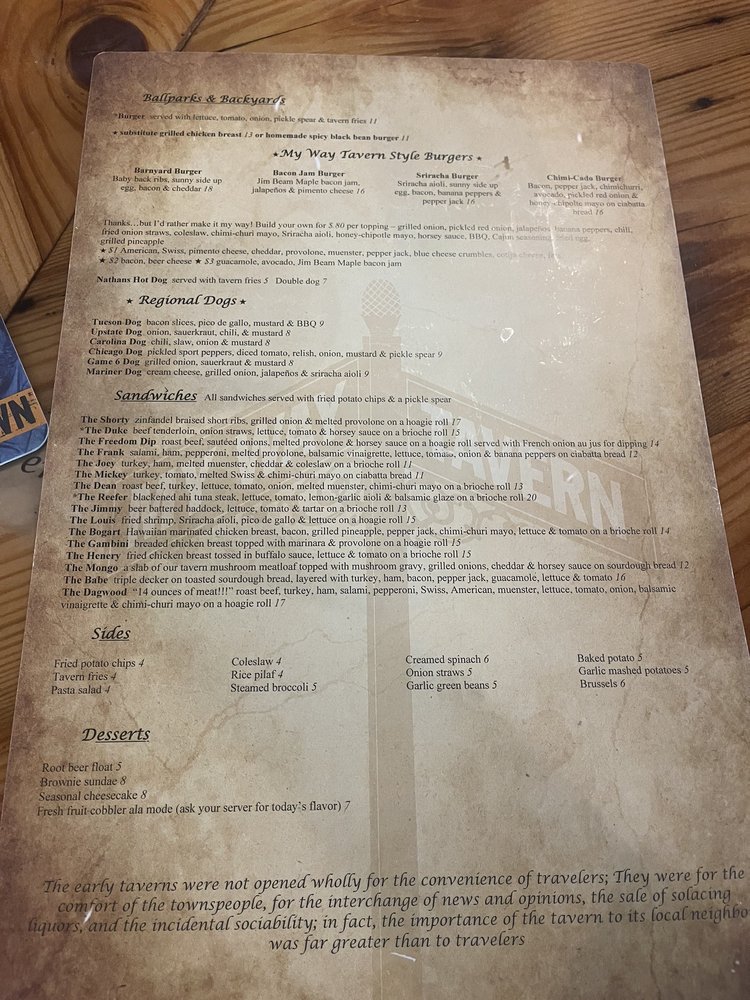 Ballparks & Backyards
*Burger served with lettuce, tomato, onion, pickle spear & tavern fries 11
★ substitute grilled chicken breast 13 or homemade spicy black bean burger 11
★My Way Tavern Style Burgers ★
Barnyard Burger
Baby back ribs, sunny side up
egg, bacon & cheddar 18
Bacon Jam Burger
Jim Beam Maple bacon jam,
jalapeños & pimento cheese 16
Sriracha Burger
Sriracha aioli, sunny side up
egg, bacon, banana peppers &
pepper jack 16
Chimi-Cado Burger
Bacon, pepper jack, chimichurri,
avocado, pickled red onion &
honey-chipotle mayo on ciabatta
bread 16
Thanks...but I'd rather make it my way! Build your own for $.80 per topping – grilled onion, pickled red onion, jalapeños, banana peppers, chili,
fried onion straws, coleslaw, chimi-churi mayo, Sriracha aioli, honey-chipotle mayo, horsey sauce, BBQ, Cajun seasoning, fried egg,
grilled pineapple
★ $1 American, Swiss, pimento cheese, cheddar, provolone, muenster, pepper jack, blue cheese crumbles, cotija cheese,
★ $2 bacon, beer cheese ★ $3 guacamole, avocado, Jim Beam Maple bacon jam
Nathans Hot Dog served with tavern fries 5 Double dog 7
★ Regional Dogs★
Tucson Dog bacon slices, pico de gallo, mustard & BBQ 9
Upstate Dog onion, sauerkraut, chili, & mustard 8
Carolina Dog chili, slaw, onion & mustard 8
Chicago Dog pickled sport peppers, diced tomato, relish, onion, mustard & pickle spear 9
Game 6 Dog grilled onion, sauerkraut & mustard 8
Mariner Dog cream cheese, grilled onion, jalapeños & sriracha aioli 9
Sandwiches All sandwiches served with fried potato chips & a pickle spear
The Shorty zinfandel braised short ribs, grilled onion & melted provolone on a hoagie roll 17
*The Duke beef tenderloin, onion straws, lettuce, tomato & horsey sauce on a brioche roll 15
The Freedom Dip roast beef, sautéed onions, melted provolone & horsey sauce on a hoagie roll served with French onion au jus for dipping 14
The Frank salami, ham, pepperoni, melted provolone, balsamic vinaigrette, lettuce, tomato, onion & banana peppers on ciabatta bread 12
The Joey turkey, ham, melted muenster, cheddar & coleslaw on a brioche roll 11
The Mickey turkey, tomato, melted Swiss & chimi-churi mayo on ciabatta bread 11
The Dean roast beef, turkey, lettuce, tomato, onion, melted muenster, chimi-churi mayo on a brioche roll 13
*The Reefer blackened ahi tuna steak, lettuce, tomato, lemon-garlic aioli & balsamic glaze on a brioche roll 20
The Jimmy beer battered haddock, lettuce, tomato & tartar on a brioche roll 13
The Louis fried shrimp, Sriracha aioli, pico de gallo & lettuce on a hoagie roll 15
The Bogart Hawaiian marinated chicken breast, bacon, grilled pineapple, pepper jack, chimi-churi mayo, lettuce & tomato on a brioche roll 14
The Gambini breaded chicken breast topped with marinara & provolone on a hoagie roll 15
The Henery fried chicken breast tossed in buffalo sauce, lettuce & tomato on a brioche roll 15
The Mongo a slab of our tavern mushroom meatloaf topped with mushroom gravy, grilled onions, cheddar & horsey sauce on sourdough bread 12
The Babe triple decker on toasted sourdough bread, layered with turkey, ham, bacon, pepper jack, guacamole, lettuce & tomato 16
The Dagwood "14 ounces of meat!!!" roast beef, turkey, ham, salami, pepperoni, Swiss, American, muenster, lettuce, tomato, onion, balsamic
vinaigrette & chimi-churi mayo on a hoagie roll 17
Sides
Fried potato chips 4
Tavern fries 4
Pasta salad 4
Coleslaw 4
Rice pilaf 4
Steamed broccoli 5
Creamed spinach 6
Onion straws 5
Garlic green beans 5
Baked potato 5
Garlic mashed potatoes 5
Brussels 6
Desserts
Root beer float 5
Brownie sundae 8
Seasonal cheesecake 8
Fresh fruit cobbler ala mode (ask your server for today's flavor) 7
The early taverns were not opened wholly for the convenience of travelers; They were for the
comfort of the townspeople, for the interchange of news and opinions, the sale of solacing
liquors, and the incidental sociability; in fact, the importance of the tavern to its local neighbo
was far greater than to travelers
TAVERN
WN